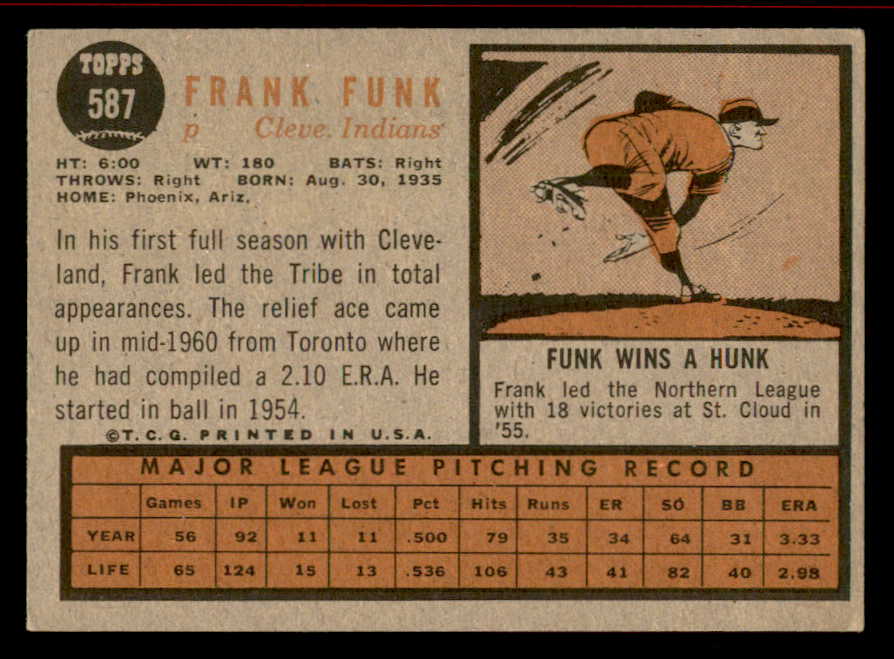 TOPPS
587
FRANK FUNK
p Cleve. Indians
HT: 6:00 WT: 180 BATS: Right
THROWS: Right BORN: Aug. 30, 1935
HOME: Phoenix, Ariz.
In his first full season with Cleve-
land, Frank led the Tribe in total
appearances. The relief ace came
up in mid-1960 from Toronto where
he had compiled a 2.10 E.R.A. He
started in ball in 1954.
©T.C.G. PRINTED IN U.S.A.
FUNK WINS A HUNK
Frank led the Northern League
with 18 victories at St. Cloud in
'55.
MAJOR LEAGUE PITCHING RECORD
Games IP Won Lost Pct Hits Runs ER SO BB ERA
YEAR 56 92 11 11 .500 79 35 34 64 31 3.33
LIFE 65 124 15 13 .536 106 43 41 82 40 2.98